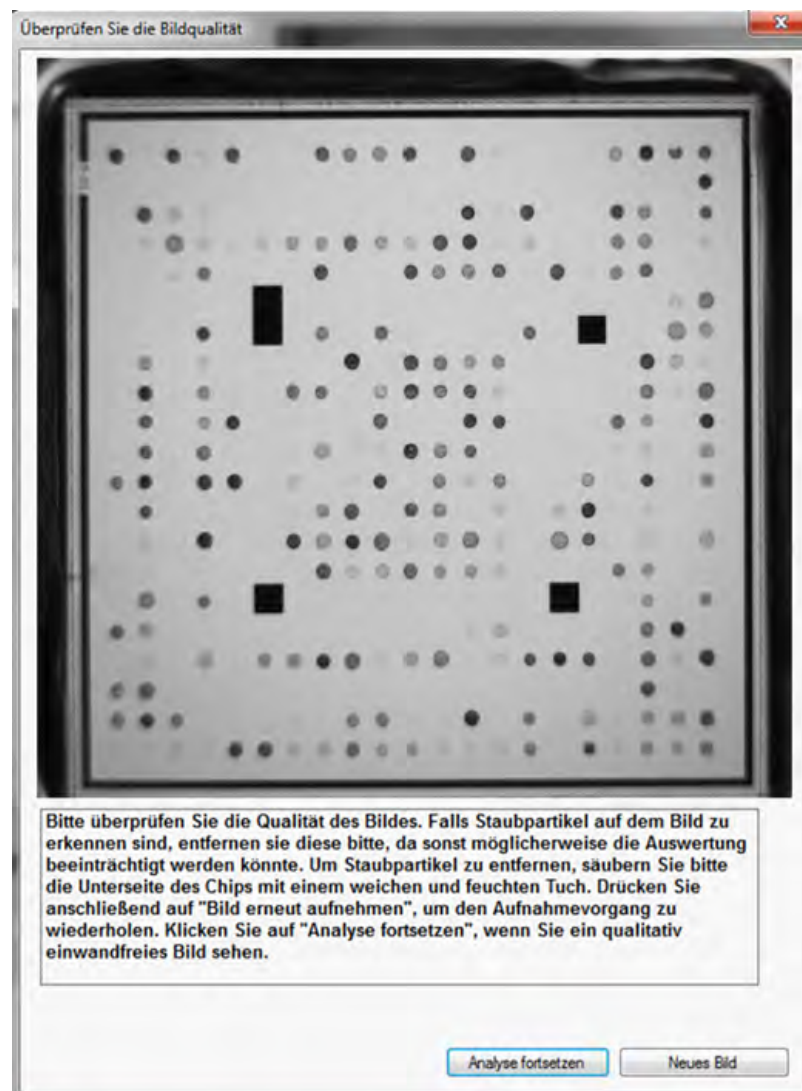 Überprüfen Sie die Bildqualität
Bitte überprüfen Sie die Qualität des Bildes. Falls Staubpartikel auf dem Bild zu
erkennen sind, entfernen sie diese bitte, da sonst möglicherweise die Auswertung
beeinträchtigt werden könnte. Um Staubpartikel zu entfernen, säubern Sie bitte
die Unterseite des Chips mit einem weichen und feuchten Tuch. Drücken Sie
anschließend auf "Bild erneut aufnehmen", um den Aufnahmevorgang zu
wiederholen. Klicken Sie auf "Analyse fortsetzen", wenn Sie ein qualitativ
einwandfreies Bild sehen.
Analyse fortsetzen Neues Bild